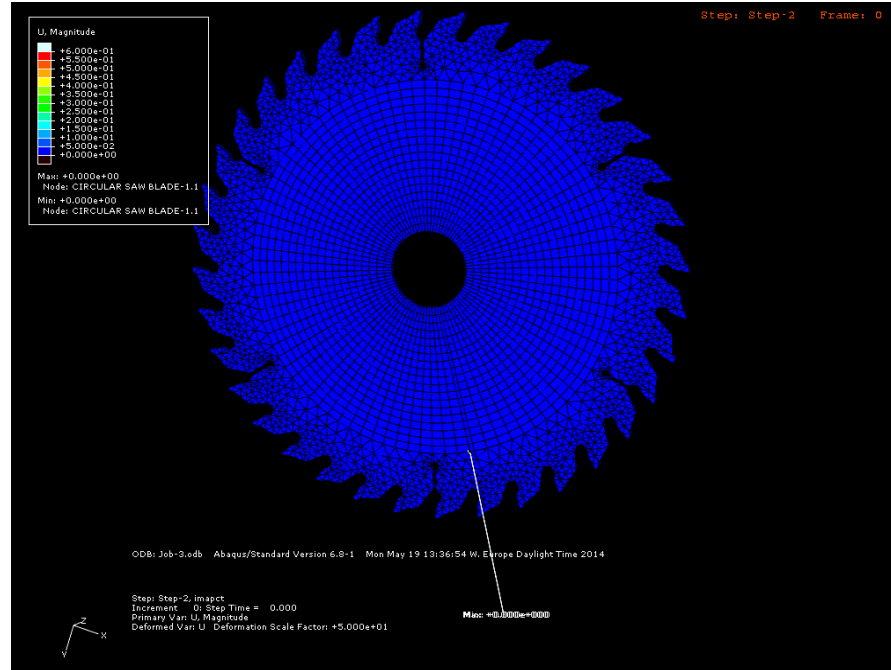 Step: Step-2 Frame: 0
U, Magnitude
+6.000e-01
+5.500e-01
+5.000e-01
+4.500e-01
+4.000e-01
+3.500e-01
+3.000e-01
+2.500e-01
+2.000e-01
+1.500e-01
+1.000e-01
+5.000e-02
+0.000e+00
Max: +0.000e+00
Node: CIRCULAR SAW BLADE-1.1
Min: +0.000e+00
Node: CIRCULAR SAW BLADE-1.1
ODB: Job-3.odb Abaqus/Standard Version 6.8-1 Mon May 19 13:36:54 W. Europe Daylight Time 2014
Step: Step-2, imapct
Increment 0: Step Time = 0.000
Primary Var: U, Magnitude
Deformed Var: U Deformation Scale Factor: +5.000e+01
Max: +0.000e+000
Z
X
Y